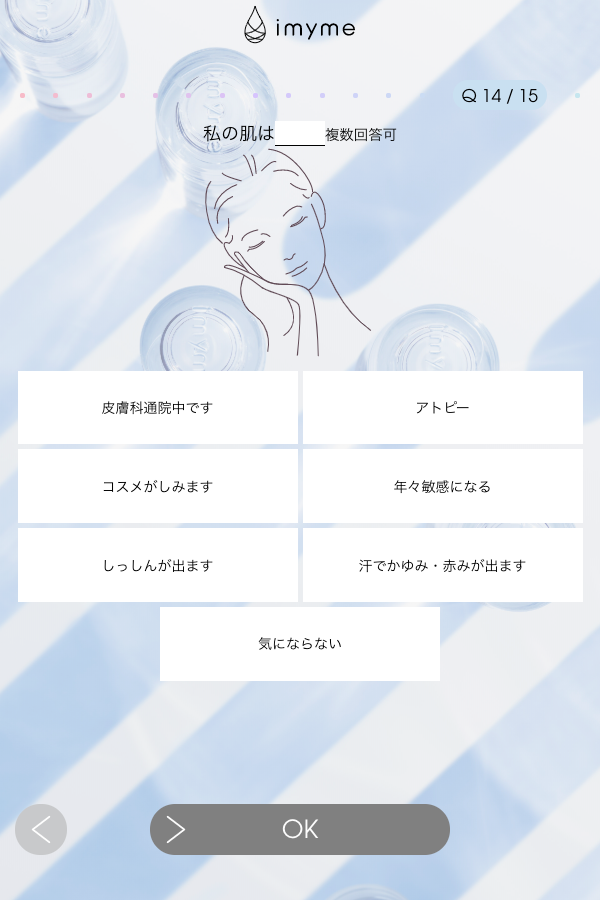 imyme
Q 14 / 15
私の肌は 複数回答可
皮膚科通院中です
アトピー
コスメがしみます
年々敏感になる
しっしんが出ます
汗でかゆみ・赤みが出ます
気にならない
OK